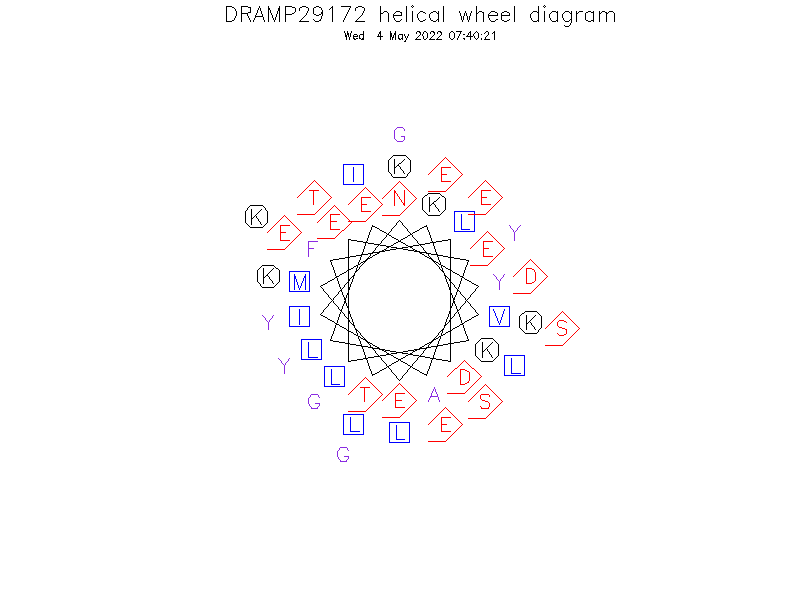 DRAMP29172 helical wheel diagram
Wed 4 May 2022 07:40:21
G
I K E
T E N K E
K E E L
F E Y
K M Y D
Y I V K S
Y L K L
G L T E A D S
L L E
G